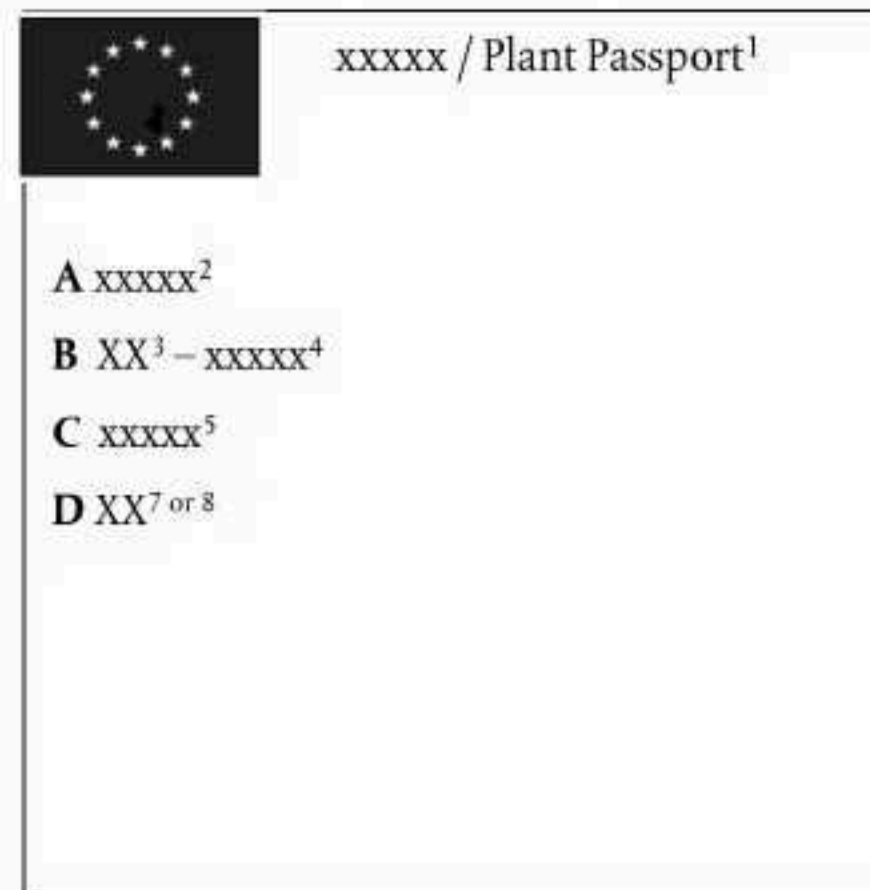 xxxxx / Plant Passport¹
A xxxxx²
B XX³ – xxxxx⁴
C xxxxx⁵
D XX⁷ ᵒʳ ⁸